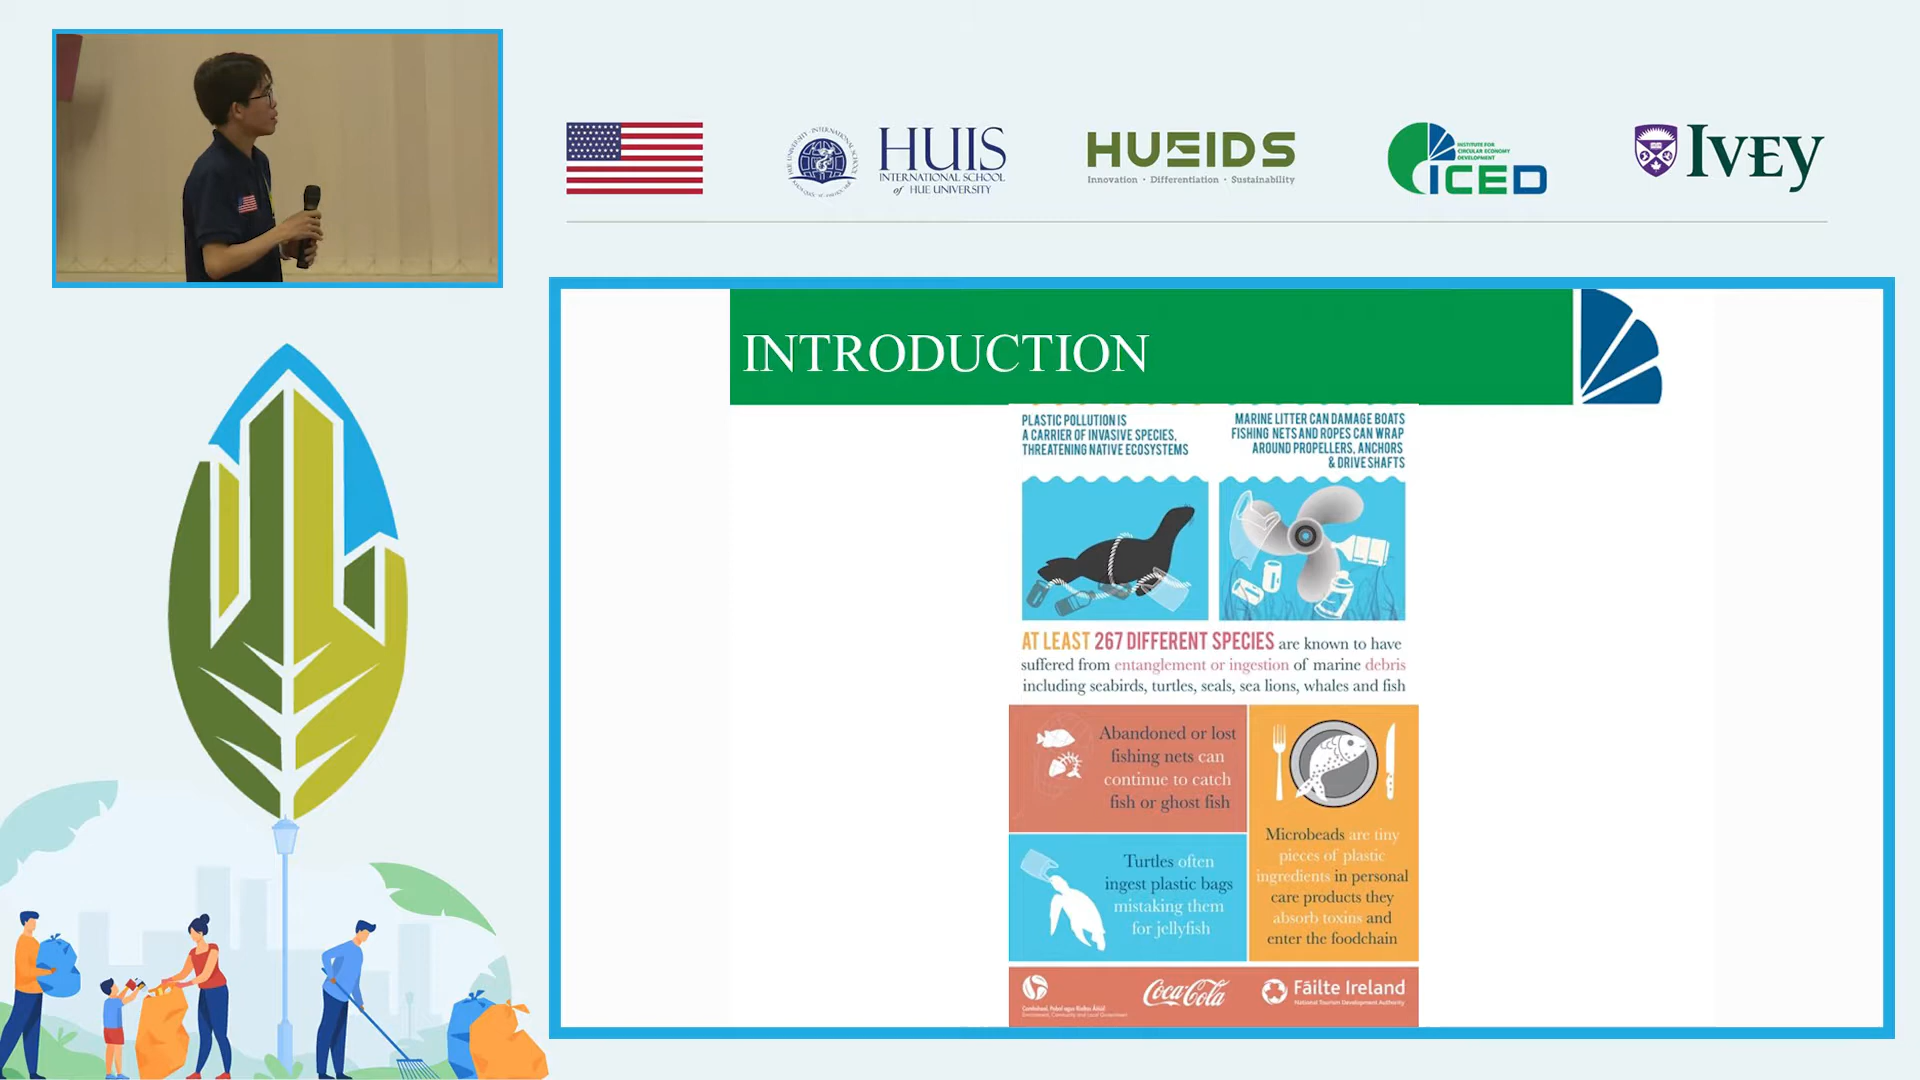 HUIS
INTERNATIONAL SCHOOL
of HUE UNIVERSITY
HUEIDS
Innovation · Differentiation · Sustainability
INSTITUTE FOR
CIRCULAR ECONOMY
DEVELOPMENT
ICED
IVEY
INTRODUCTION
PLASTIC POLLUTION IS
A CARRIER OF INVASIVE SPECIES,
THREATENING NATIVE ECOSYSTEMS
MARINE LITTER CAN DAMAGE BOATS
FISHING NETS AND ROPES CAN WRAP
AROUND PROPELLERS, ANCHORS
& DRIVE SHAFTS
AT LEAST 267 DIFFERENT SPECIES are known to have
suffered from entanglement or ingestion of marine debris
including seabirds, turtles, seals, sea lions, whales and fish
Abandoned or lost
fishing nets can
continue to catch
fish or ghost fish
Turtles often
ingest plastic bags
mistaking them
for jellyfish
Microbeads are tiny
pieces of plastic
ingredients in personal
care products they
absorb toxins and
enter the foodchain
Coca-Cola
Fáilte Ireland
National Tourism Development Authority